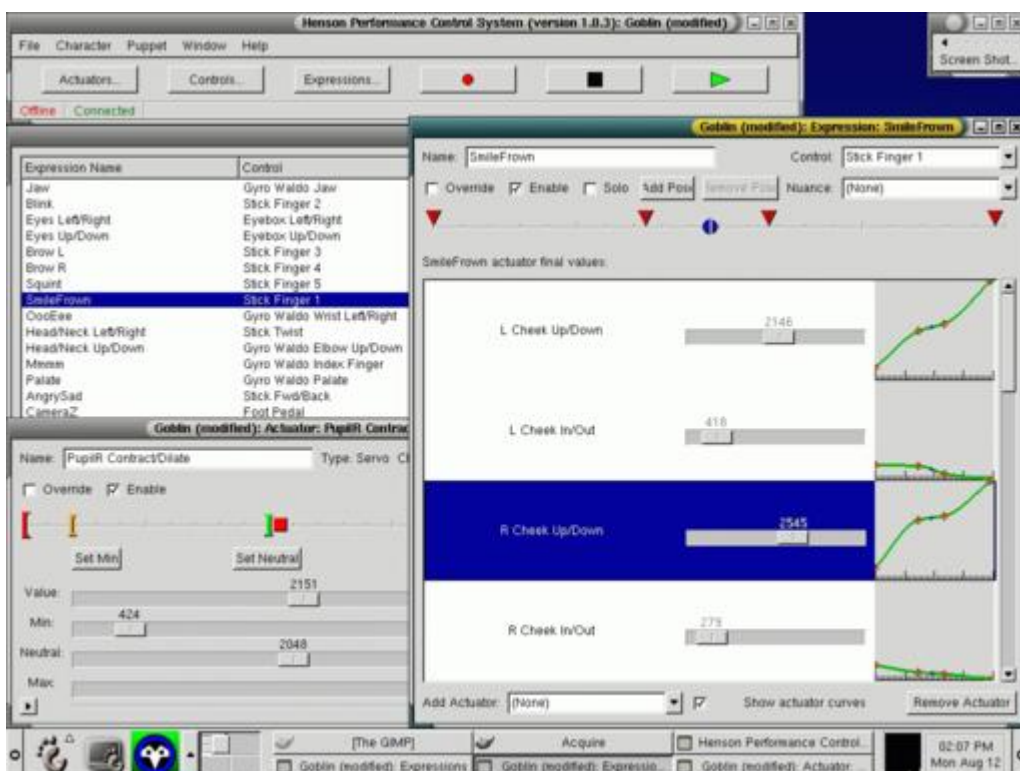 Henson Performance Control System (version 1.0.3): Goblin (modified)
File Character Puppet Window Help
Screen Shot...
Actuators... Controls... Expressions...
Offline Connected
Goblin (modified): Expression: SmileFrown
Expression Name Control
Jaw Gyro Waldo Jaw
Blink Stick Finger 2
Eyes Left/Right Eyebox Left/Right
Eyes Up/Down Eyebox Up/Down
Brow L Stick Finger 3
Brow R Stick Finger 4
Squint Stick Finger 5
SmileFrown Stick Finger 1
OooEee Gyro Waldo Wrist Left/Right
Head/Neck Left/Right Stick Twist
Head/Neck Up/Down Gyro Waldo Elbow Up/Down
Mmmm Gyro Waldo Index Finger
Palate Gyro Waldo Palate
AngrySad Stick Fwd/Back
CameraZ Foot Pedal
Name: SmileFrown Control: Stick Finger 1
Override Enable Solo Add Pose Remove Pose Nuance: (None)
SmileFrown actuator final values:
L Cheek Up/Down 2146
L Cheek In/Out 418
R Cheek Up/Down 2545
R Cheek In/Out 279
Add Actuator: (None) Show actuator curves Remove Actuator
Goblin (modified): Actuator: PupilR Contrac
Name: PupilR Contract/Dilate Type: Servo
Override Enable
Set Min Set Neutral
Value: 2151
Min: 424
Neutral: 2048
Max:
[The GIMP] Acquire Henson Performance Control...
Goblin (modified): Expressions Goblin (modified): Expressio... Goblin (modified): Actuator ...
02:07 PM
Mon Aug 12